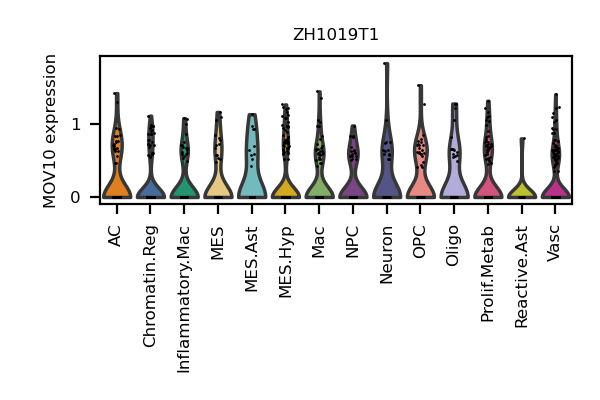 ZH1019T1
MOV10 expression
1
0
AC
Chromatin.Reg
Inflammatory.Mac
MES
MES.Ast
MES.Hyp
Mac
NPC
Neuron
OPC
Oligo
Prolif.Metab
Reactive.Ast
Vasc